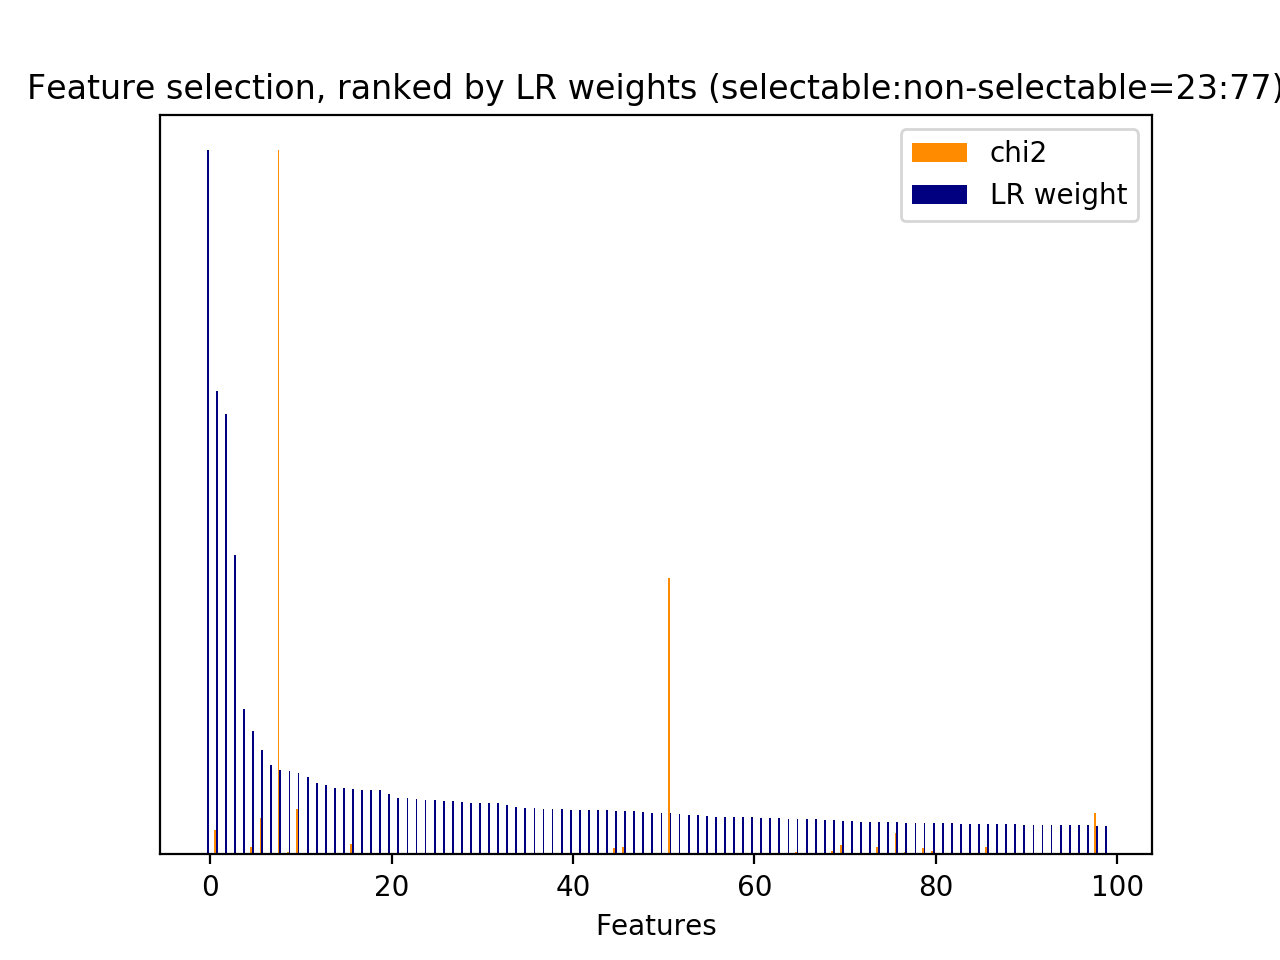 Feature selection, ranked by LR weights (selectable:non-selectable=23:77)
chi2
LR weight
0 20 40 60 80 100
Features